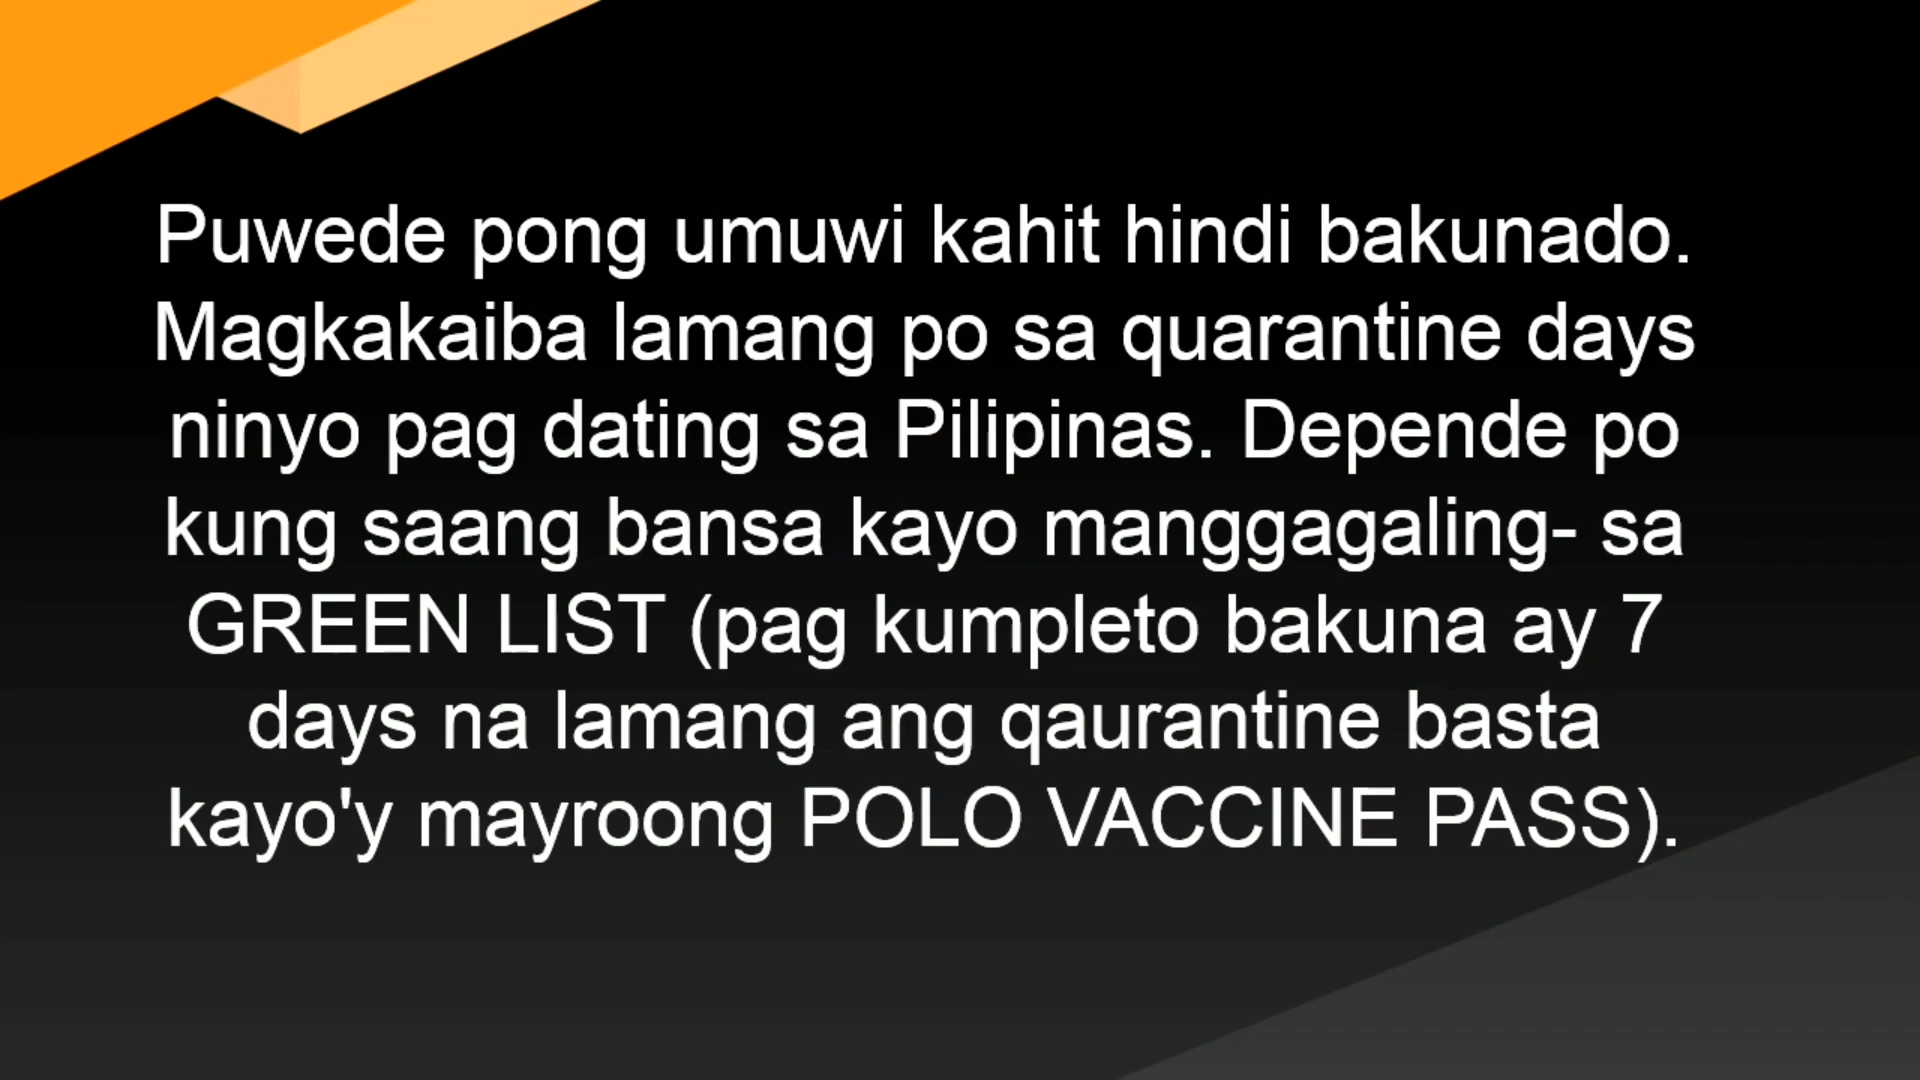 Puwede pong umuwi kahit hindi bakunado.
Magkakaiba lamang po sa quarantine days
ninyo pag dating sa Pilipinas. Depende po
kung saang bansa kayo manggagaling- sa
GREEN LIST (pag kumpleto bakuna ay 7
days na lamang ang qaurantine basta
kayo'y mayroong POLO VACCINE PASS).